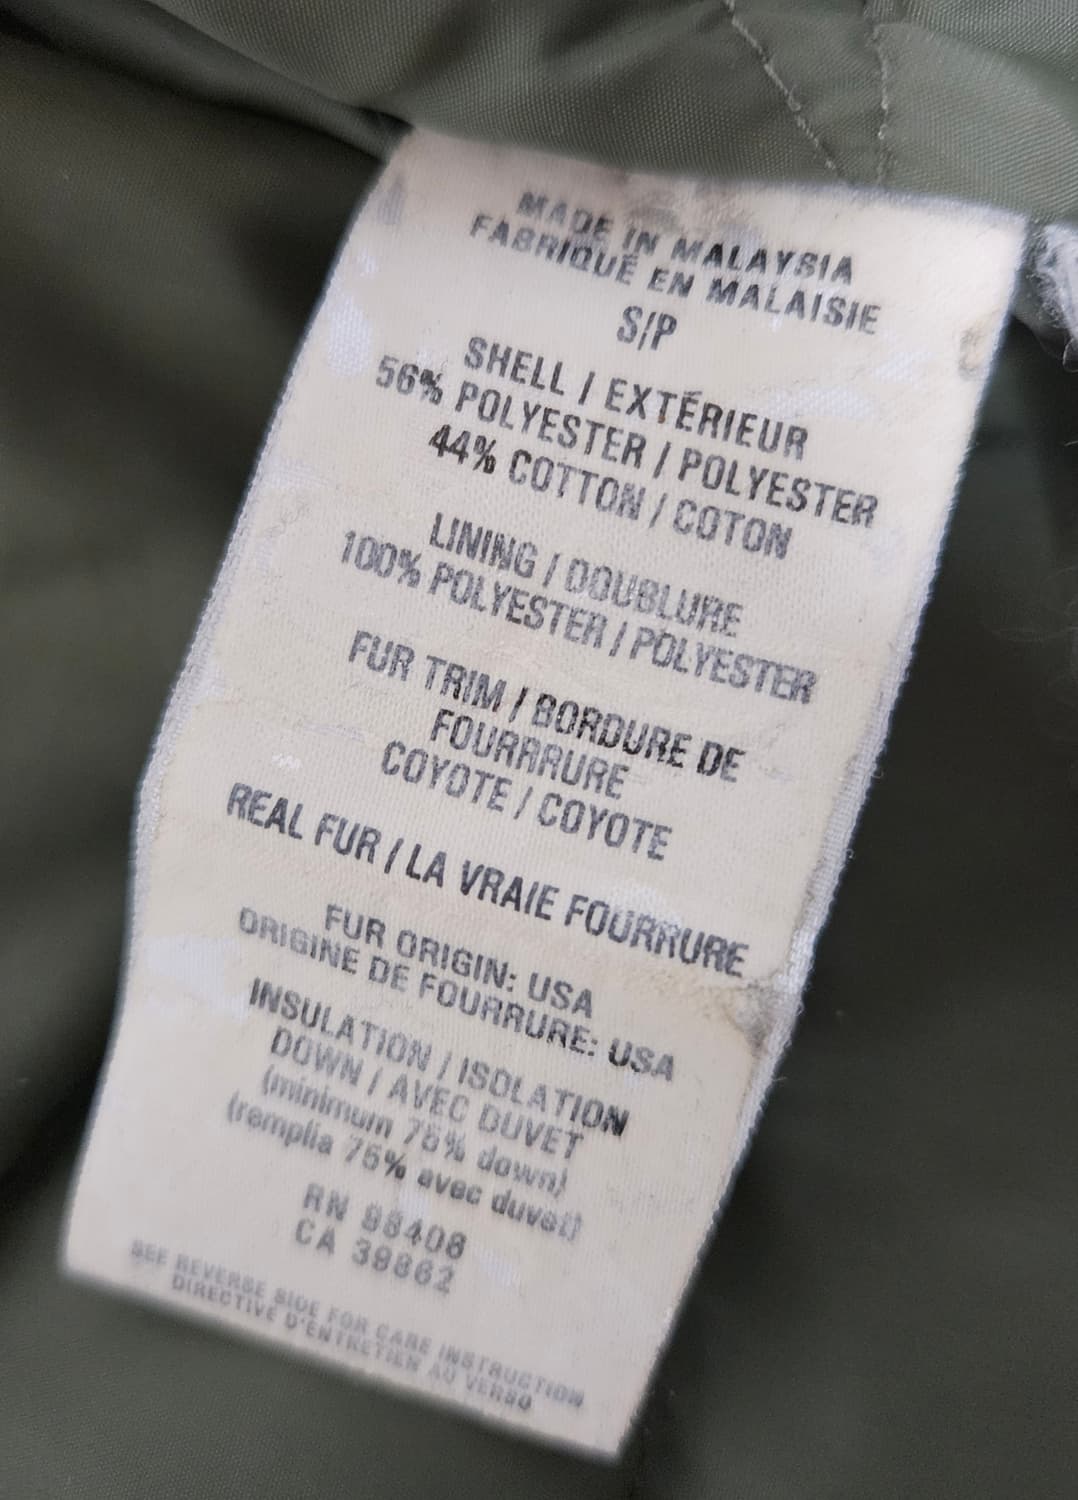 MADE IN MALAYSIA
FABRIQUÉ EN MALAISIE
S/P
SHELL / EXTÉRIEUR
56% POLYESTER / POLYESTER
44% COTTON / COTON
LINING / DOUBLURE
100% POLYESTER / POLYESTER
FUR TRIM / BORDURE DE
FOURRRURE
COYOTE / COYOTE
REAL FUR / LA VRAIE FOURRURE
FUR ORIGIN: USA
ORIGINE DE FOURRURE: USA
INSULATION / ISOLATION
DOWN / AVEC DUVET
(minimum 75% down)
(remplia 75% avec duvet)
RN 98408
CA 39862
SEE REVERSE SIDE FOR CARE INSTRUCTION
DIRECTIVE D'ENTRETIEN AU VERSO